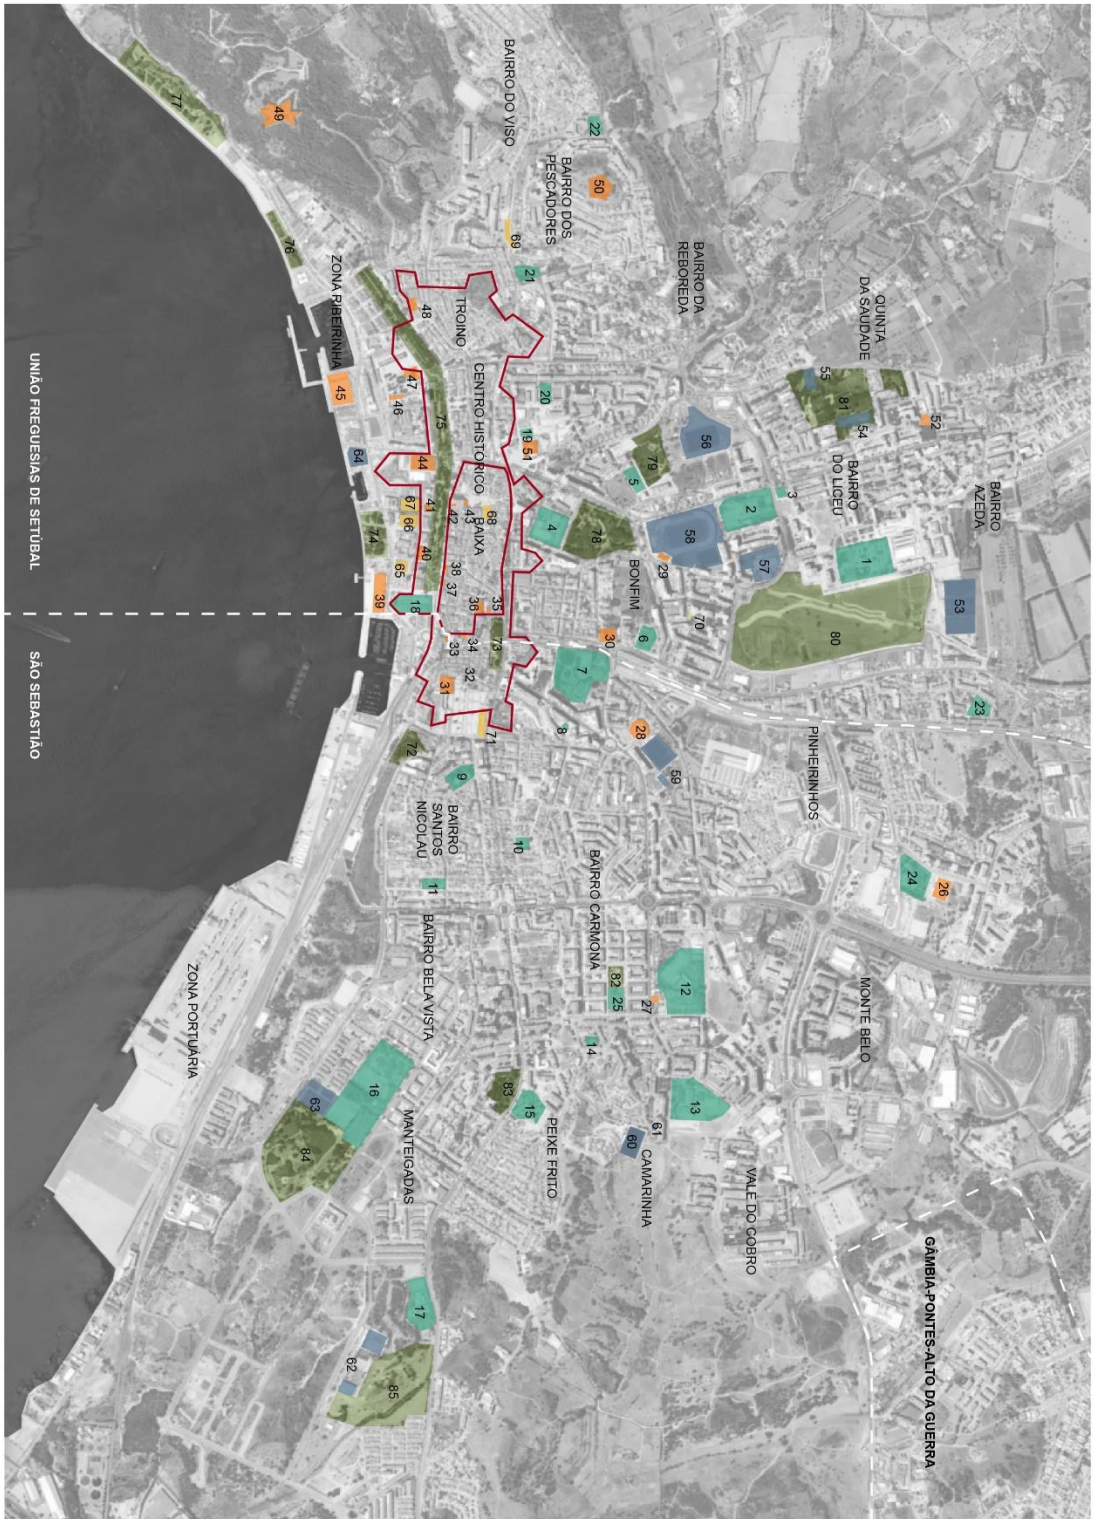 BAIRRO DO VISO
22
BAIRRO DOS
PESCADORES
50
49
77
69
21
76
ZONA RIBEIRINHA
48
TROINO
BAIRRO DA
REBOREDA
QUINTA
DA SAUDADE
55
81
54
52
BAIRRO
DO LICEU
BAIRRO
AZEDA
CENTRO HISTÓRICO
47
46
45
75
20
19
51
56
79
5
44
64
67
66
41
42
43
68
BAIXA
4
78
58
2
3
1
57
29
53
BONFIM
74
65
40
38
37
36
35
39
18
70
80
UNIÃO FREGUESIAS DE SETÚBAL
SÃO SEBASTIÃO
33
34
73
32
31
30
6
7
23
71
8
28
59
72
9
PINHEIRINHOS
BAIRRO
SANTOS
NICOLAU
10
11
BAIRRO CARMONA
24
26
BAIRRO BELA VISTA
82
25
27
12
MONTE BELO
ZONA PORTUÁRIA
14
16
63
84
83
15
13
MANTEIGADAS
PEIXE FRITO
61
60
CAMARINHA
VALE DO COBRO
GÂMBIA-PONTES-ALTO DA GUERRA
17
62
85